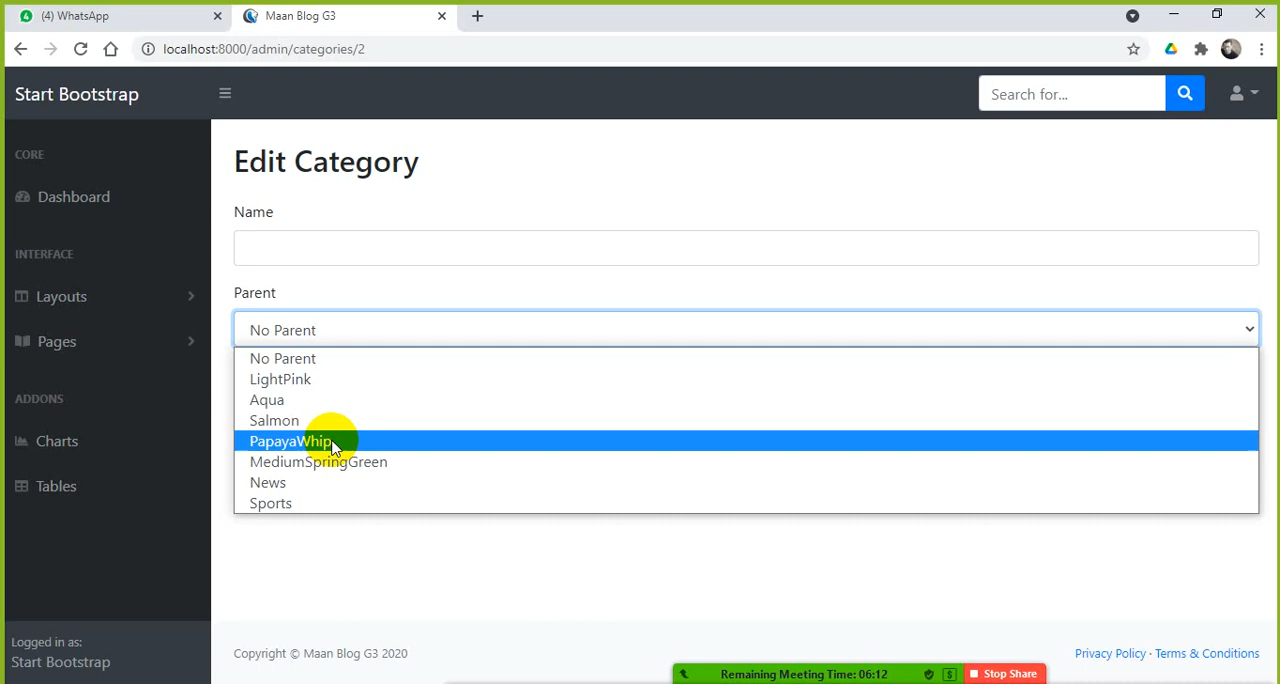 (4) WhatsApp
Maan Blog G3
localhost:8000/admin/categories/2
Start Bootstrap
Search for...
CORE
Dashboard
INTERFACE
Layouts
Pages
ADDONS
Charts
Tables
Logged in as:
Start Bootstrap
Edit Category
Name
Parent
No Parent
No Parent
LightPink
Aqua
Salmon
PapayaWhip
MediumSpringGreen
News
Sports
Copyright © Maan Blog G3 2020
Privacy Policy · Terms & Conditions
Remaining Meeting Time: 06:12
Stop Share